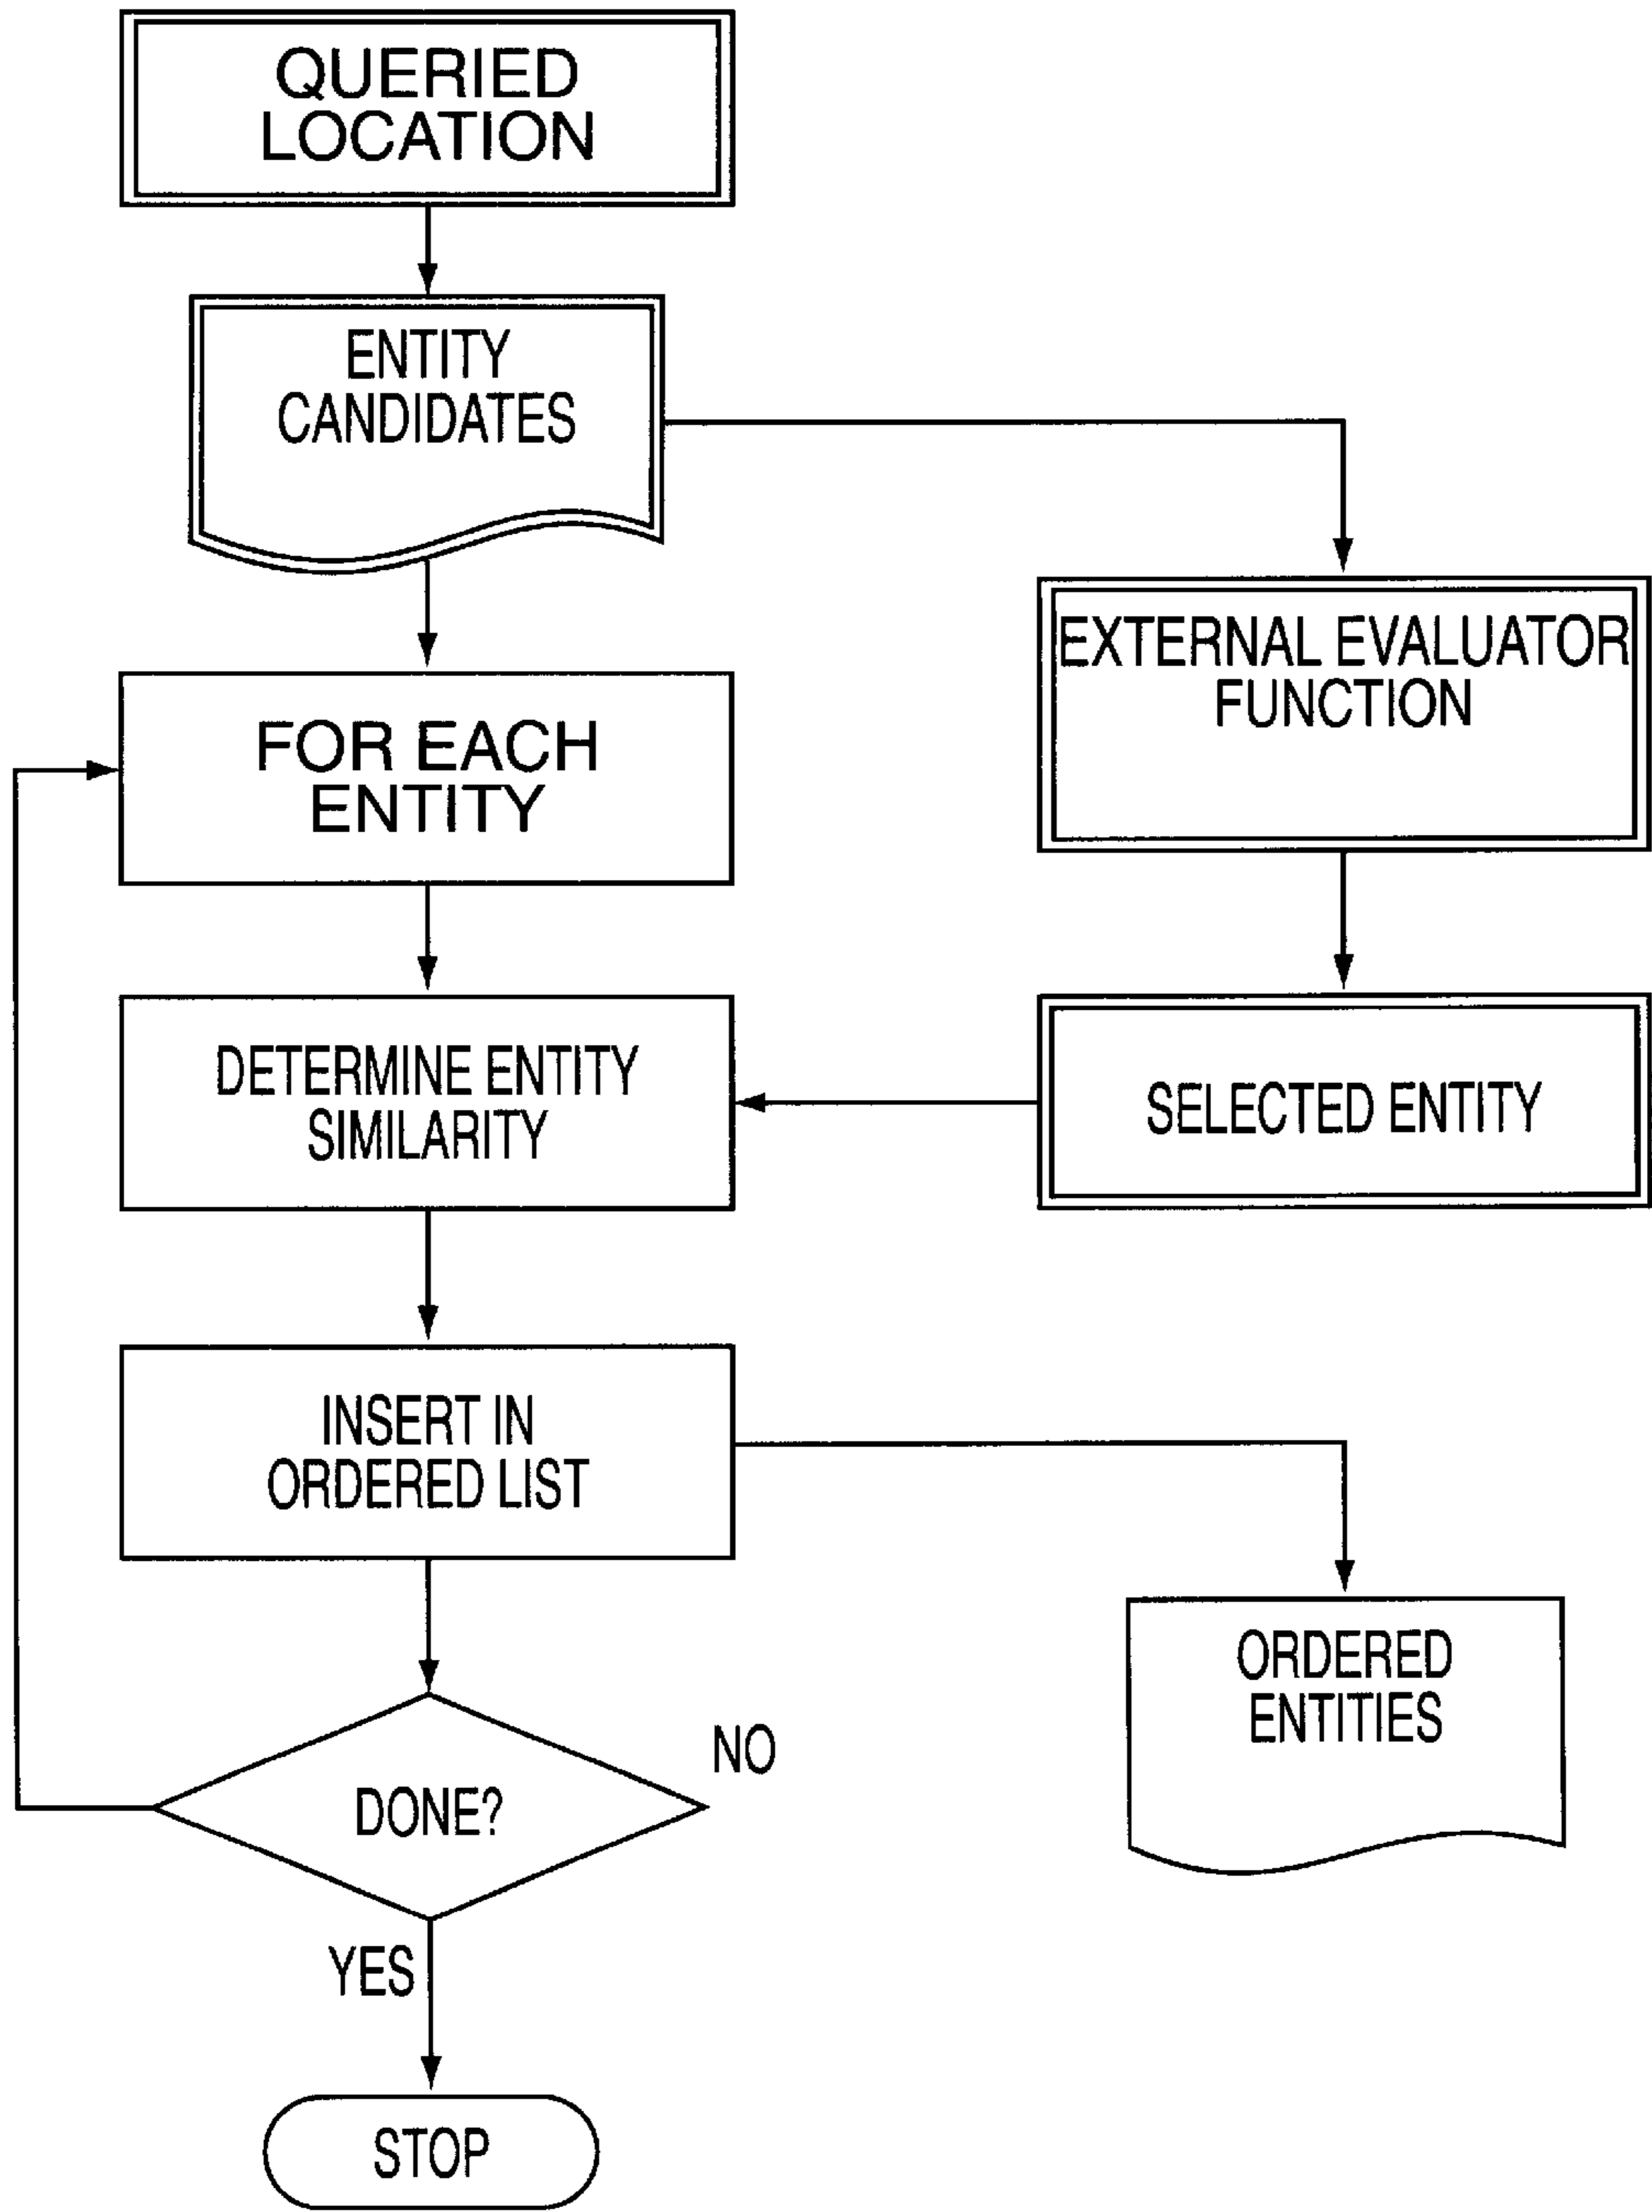 QUERIED
LOCATION
ENTITY
CANDIDATES
EXTERNAL EVALUATOR
FUNCTION
FOR EACH
ENTITY
DETERMINE ENTITY
SIMILARITY
SELECTED ENTITY
INSERT IN
ORDERED LIST
ORDERED
ENTITIES
NO
DONE?
YES
STOP